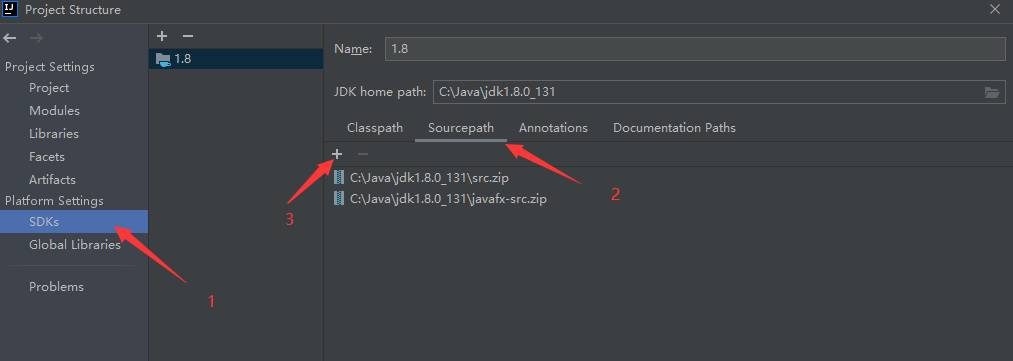 Project Structure
Project Settings
Project
Modules
Libraries
Facets
Artifacts
Platform Settings
SDKs
Global Libraries
Problems
1.8
Name: 1.8
JDK home path: C:\Java\jdk1.8.0_131
Classpath Sourcepath Annotations Documentation Paths
C:\Java\jdk1.8.0_131\src.zip
C:\Java\jdk1.8.0_131\javafx-src.zip
1
2
3